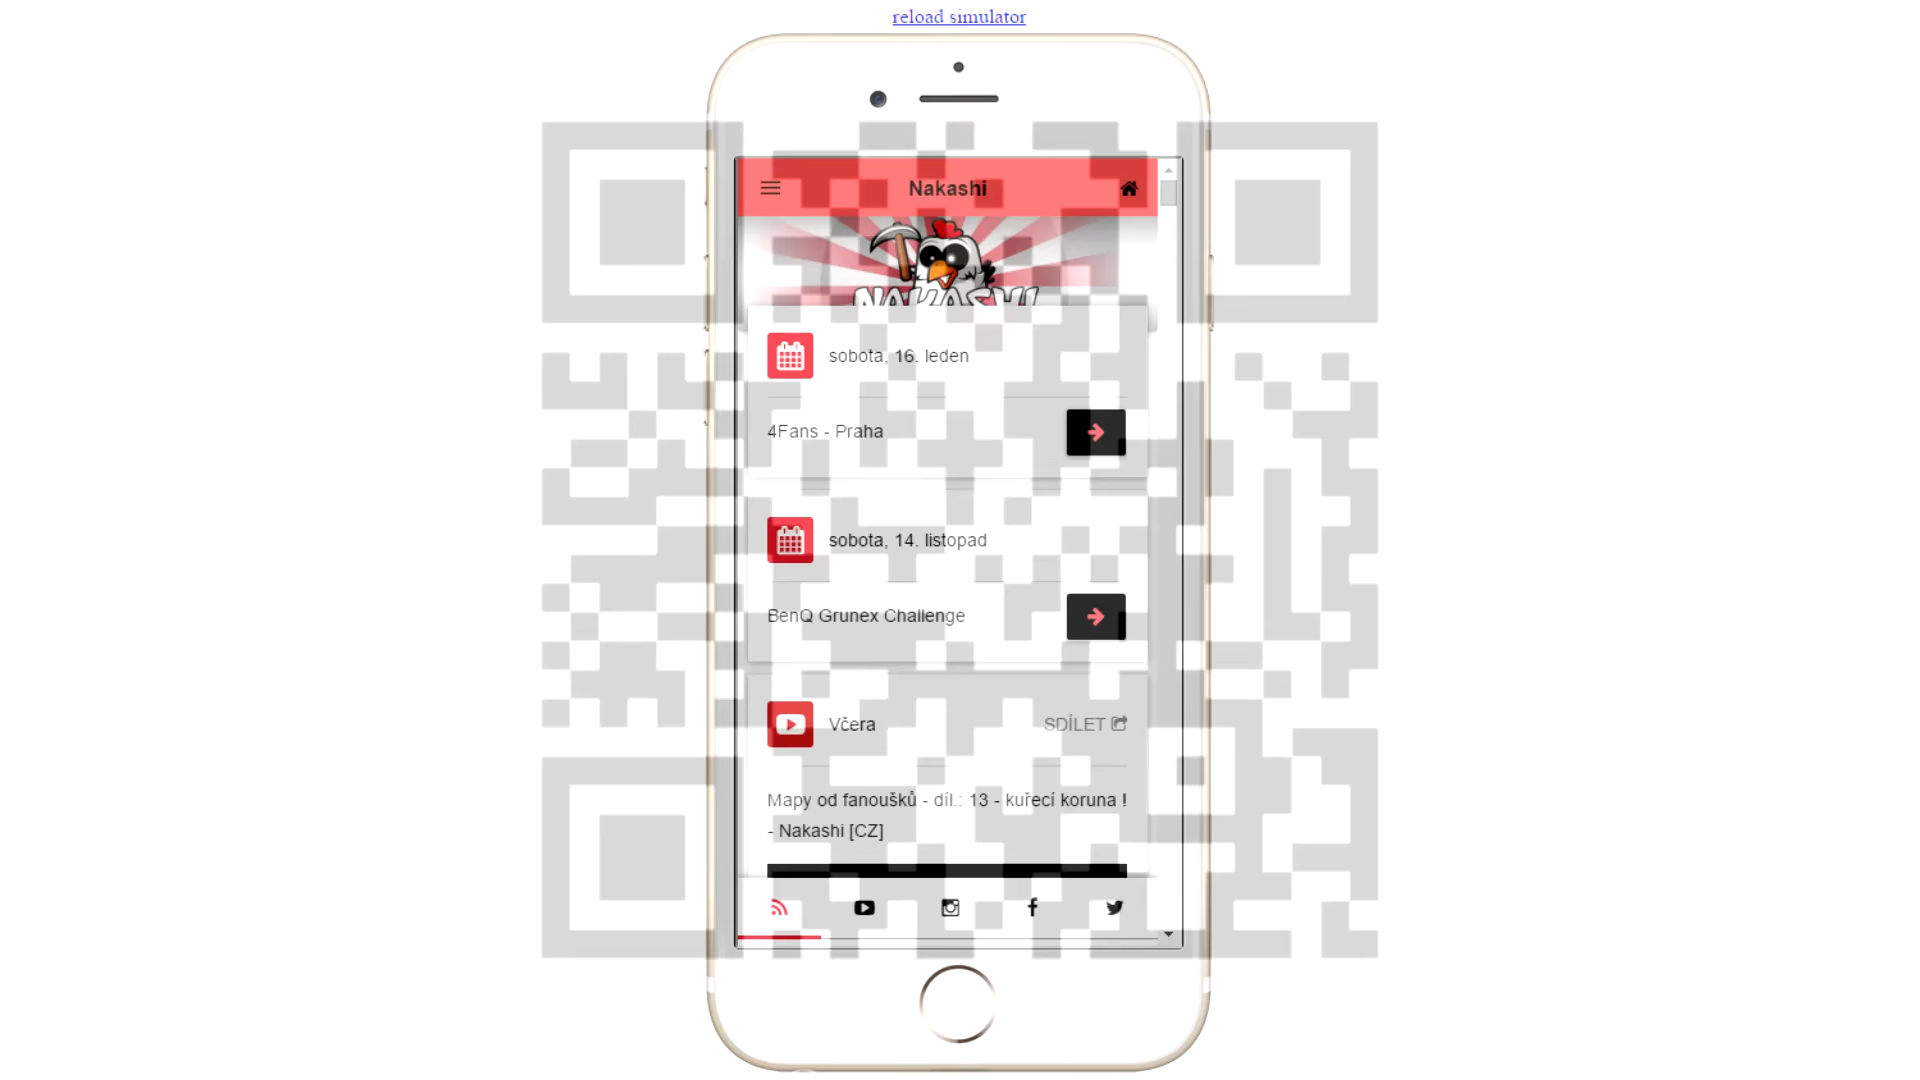 reload simulator
Nakashi
NAKASHI
sobota, 16. leden
4Fans - Praha
sobota, 14. listopad
BenQ Grunex Challenge
Včera
SDÍLET
Mapy od fanoušků - díl.: 13 - kuřecí koruna !
- Nakashi [CZ]